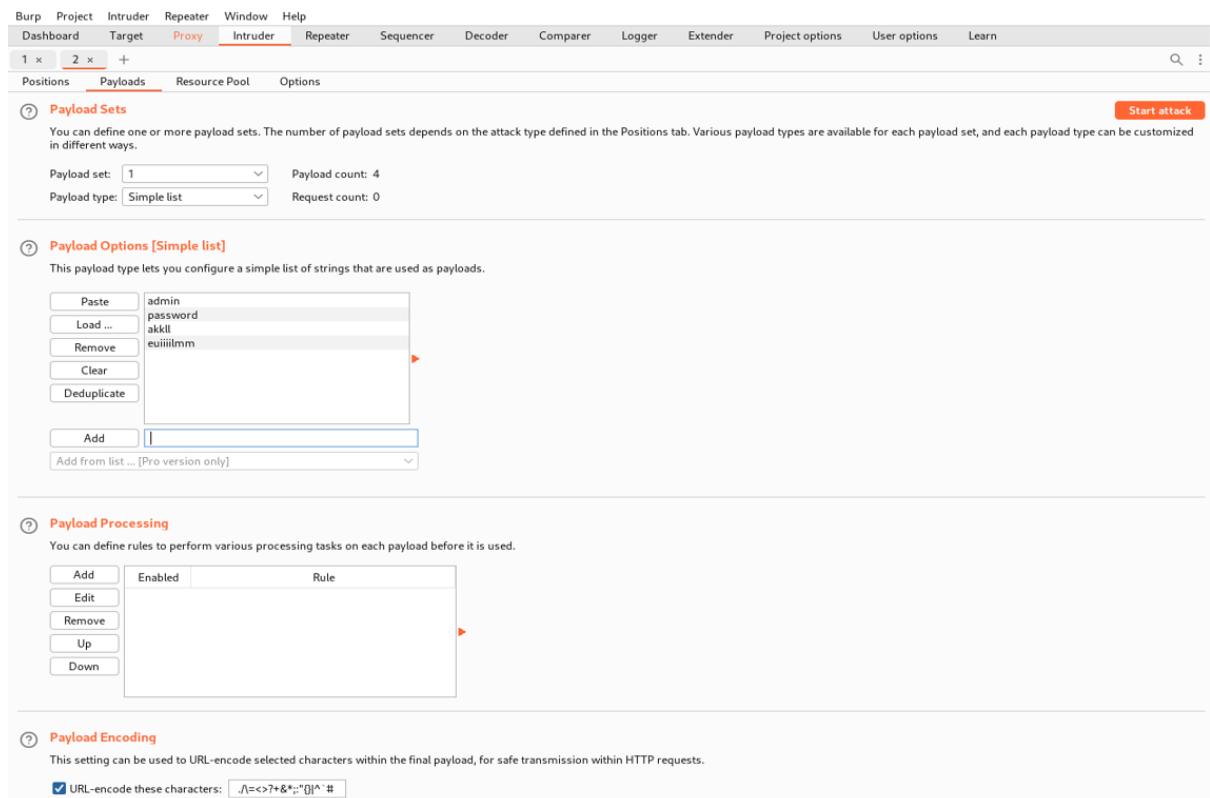 Burp Project Intruder Repeater Window Help
Dashboard Target Proxy Intruder Repeater Sequencer Decoder Comparer Logger Extender Project options User options Learn
1 × 2 × +
Positions Payloads Resource Pool Options
Payload Sets
Start attack
You can define one or more payload sets. The number of payload sets depends on the attack type defined in the Positions tab. Various payload types are available for each payload set, and each payload type can be customized
in different ways.
Payload set: 1 Payload count: 4
Payload type: Simple list Request count: 0
Payload Options [Simple list]
This payload type lets you configure a simple list of strings that are used as payloads.
Paste
Load ...
Remove
Clear
Deduplicate
admin
password
akkll
euiiiilmm
Add
Add from list ... [Pro version only]
Payload Processing
You can define rules to perform various processing tasks on each payload before it is used.
Add
Edit
Remove
Up
Down
Enabled Rule
Payload Encoding
This setting can be used to URL-encode selected characters within the final payload, for safe transmission within HTTP requests.
URL-encode these characters: ./\=<>?+&*;:"{}|^`#